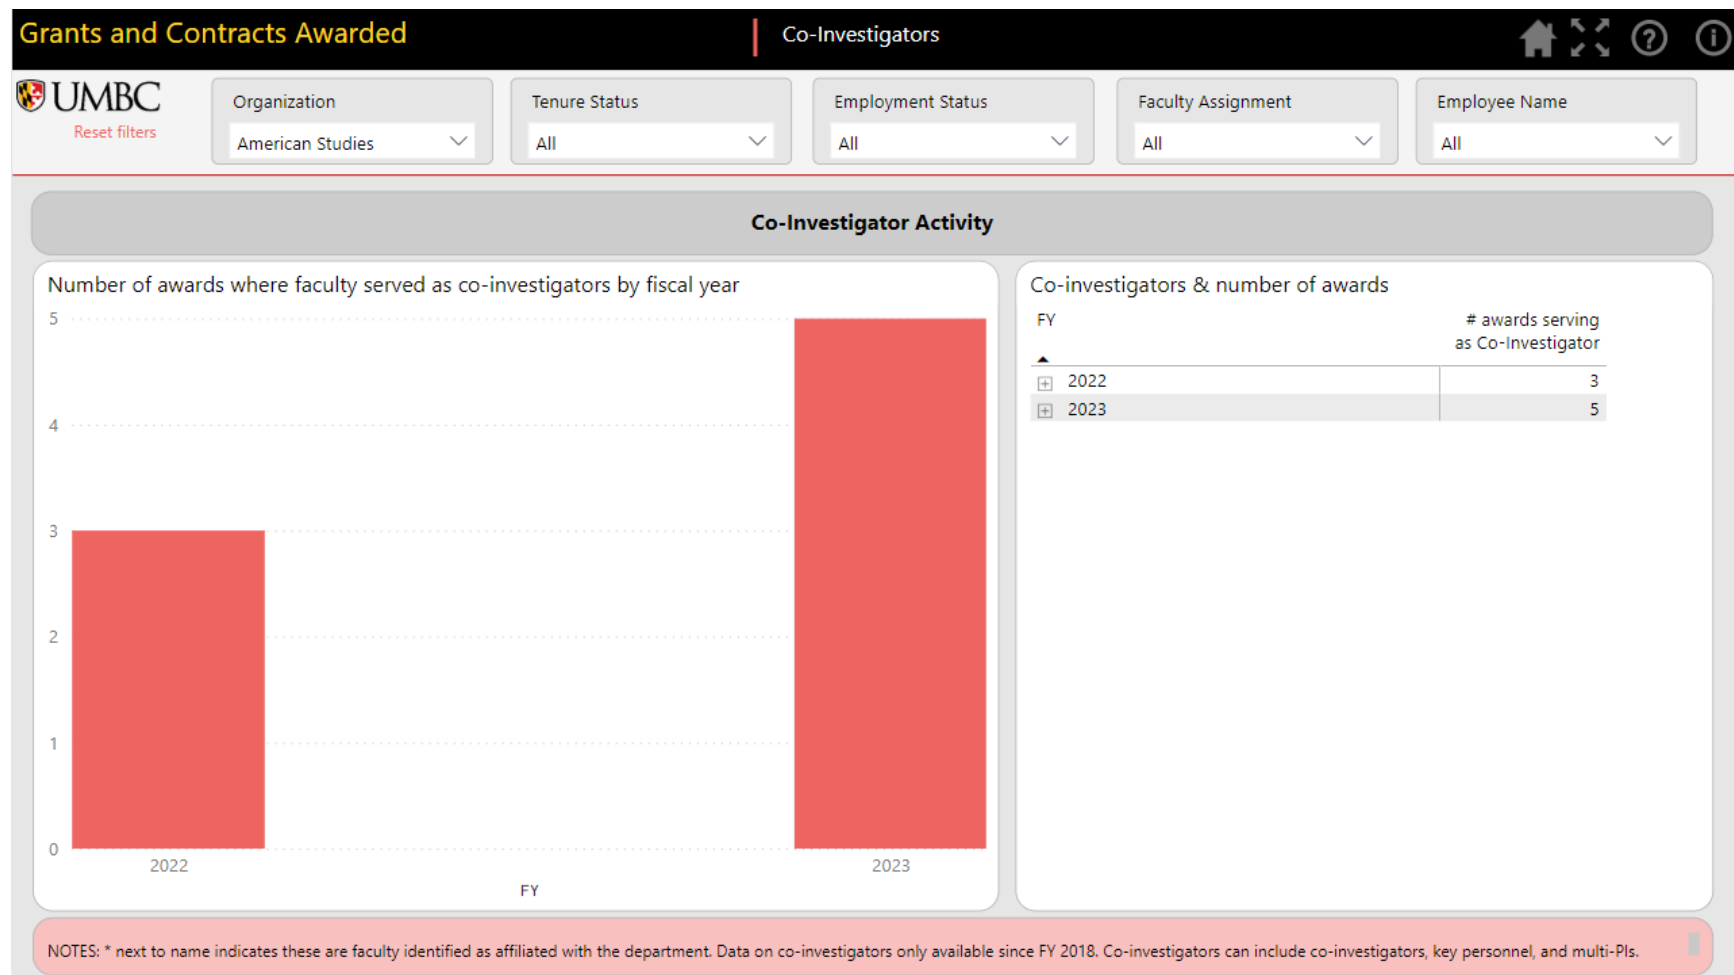 Grants and Contracts Awarded
Co-Investigators
UMBC
Reset filters
Organization
American Studies
Tenure Status
All
Employment Status
All
Faculty Assignment
All
Employee Name
All
Co-Investigator Activity
Number of awards where faculty served as co-investigators by fiscal year
5
4
3
2
1
0
2022
2023
FY
Co-investigators & number of awards
FY
# awards serving
as Co-Investigator
2022 3
2023 5
NOTES: * next to name indicates these are faculty identified as affiliated with the department. Data on co-investigators only available since FY 2018. Co-investigators can include co-investigators, key personnel, and multi-PIs.